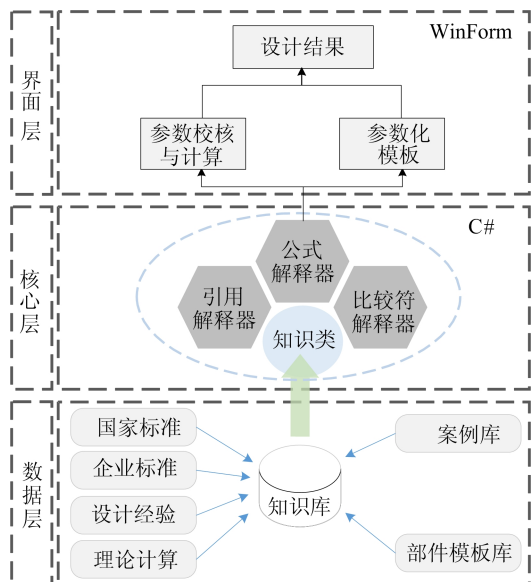 界面层
WinForm
设计结果
参数校核
与计算
参数化
模板
核心层
C#
公式
解释器
引用
解释器
比较符
解释器
知识类
数据层
国家标准
企业标准
设计经验
理论计算
知识库
案例库
部件模板库